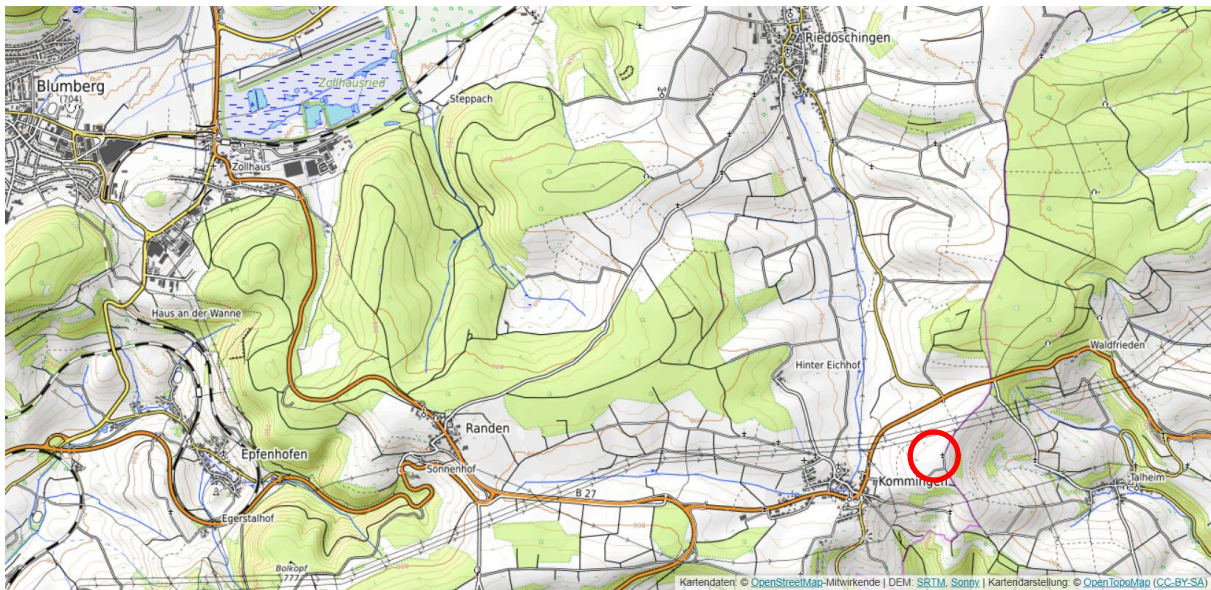 Riedöschingen
Blumberg
(704)
Zollhausried
Steppach
Zollhaus
Haus an der Wanne
Waldfrieden
Hinter Eichhof
Randen
Epfenhofen
Sonnenhof
Kommingen
Talheim
B 27
Egerstalhof
800
Bolkopf
777
Kartendaten: © OpenStreetMap-Mitwirkende | DEM: SRTM, Sonny | Kartendarstellung: © OpenTopoMap (CC-BY-SA)